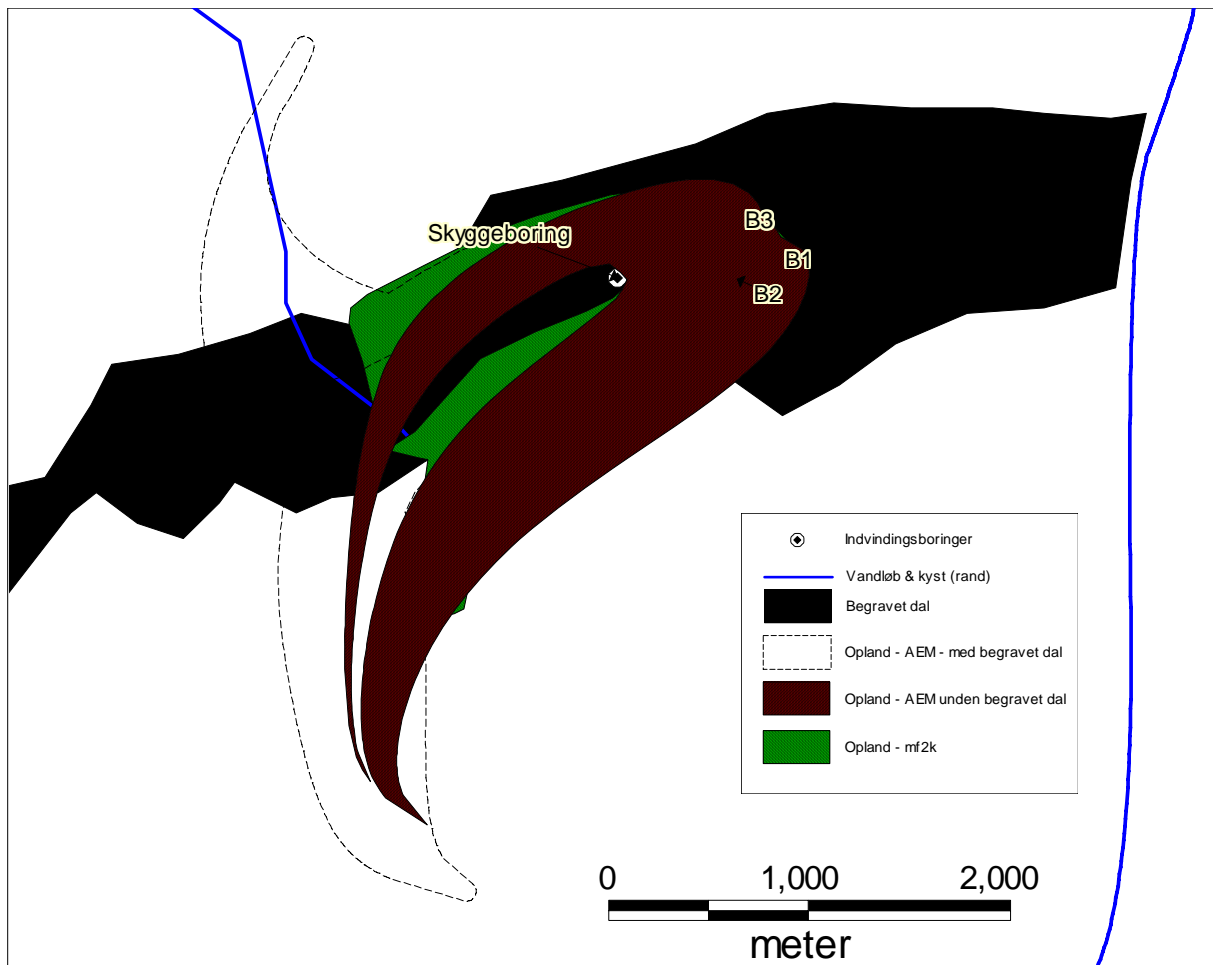 Skyggeboring
B3
B1
B2
Indvindingsboringer
Vandløb & kyst (rand)
Begravet dal
Opland - AEM - med begravet dal
Opland - AEM unden begravet dal
Opland - mf2k
0 1,000 2,000
meter